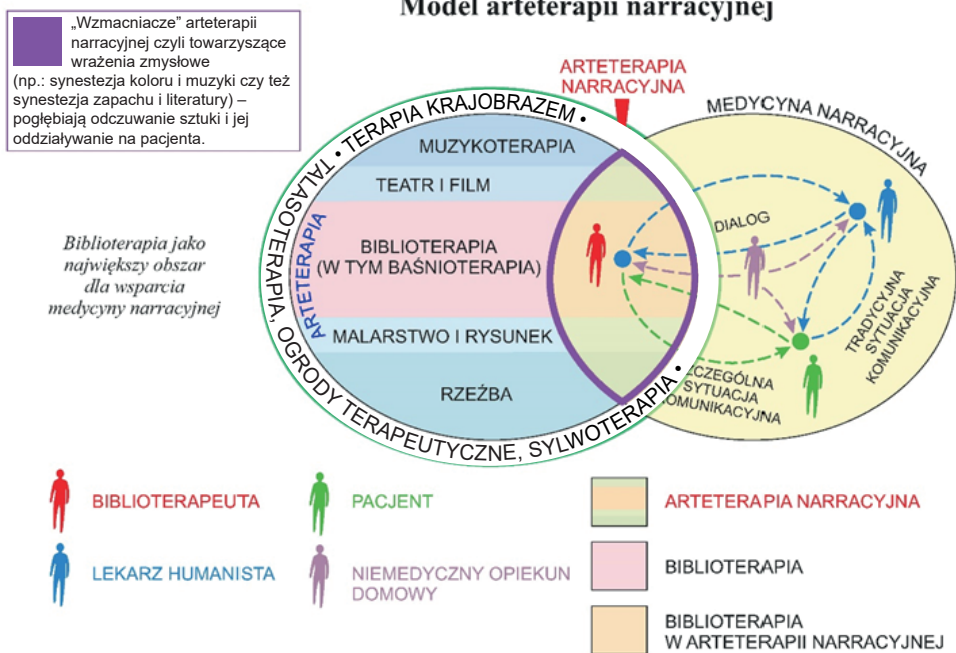 Model arteterapii narracyjnej
„Wzmacniacze” arteterapii
narracyjnej czyli towarzyszące
wrażenia zmysłowe
(np.: synestezja koloru i muzyki czy też
synestezja zapachu i literatury) –
pogłębiają odczuwanie sztuki i jej
oddziaływanie na pacjenta.
ARTETERAPIA
NARRACYJNA
MEDYCYNA NARRACYJNA
TALASOTERAPIA • TERAPIA KRAJOBRAZEM •
OGRODY TERAPEUTYCZNE, SYLWOTERAPIA •
ARTETERAPIA
MUZYKOTERAPIA
TEATR I FILM
BIBLIOTERAPIA
(W TYM BAŚNIOTERAPIA)
MALARSTWO I RYSUNEK
RZEŹBA
Biblioterapia jako
największy obszar
dla wsparcia
medycyny narracyjnej
DIALOG
TRADYCYJNA
SYTUACJA
KOMUNIKACYJNA
ZCZEGÓLNA
SYTUACJA
KOMUNIKACYJNA
BIBLIOTERAPEUTA
PACJENT
ARTETERAPIA NARRACYJNA
LEKARZ HUMANISTA
NIEMEDYCZNY OPIEKUN
DOMOWY
BIBLIOTERAPIA
BIBLIOTERAPIA
W ARTETERAPII NARRACYJNEJ